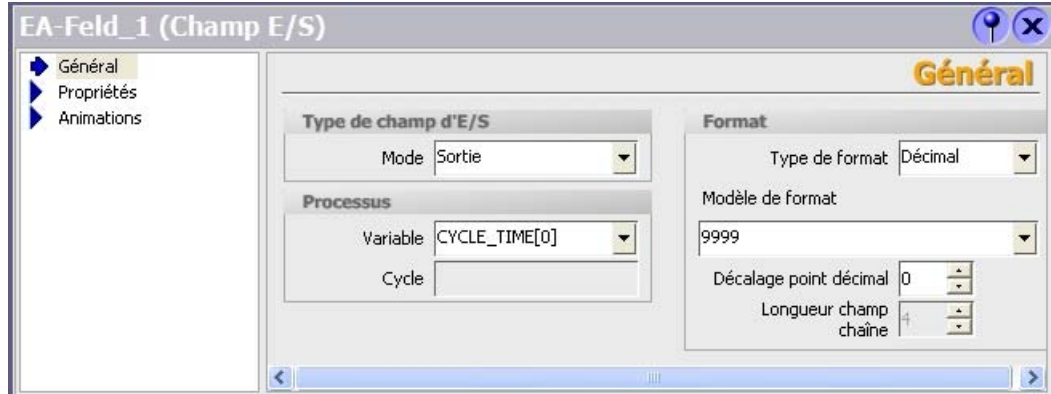 EA-Feld_1 (Champ E/S)
Général
Propriétés
Animations
Général
Type de champ d'E/S
Mode Sortie
Processus
Variable CYCLE_TIME[0]
Cycle
Format
Type de format Décimal
Modèle de format
9999
Décalage point décimal 0
Longueur champ chaîne 4